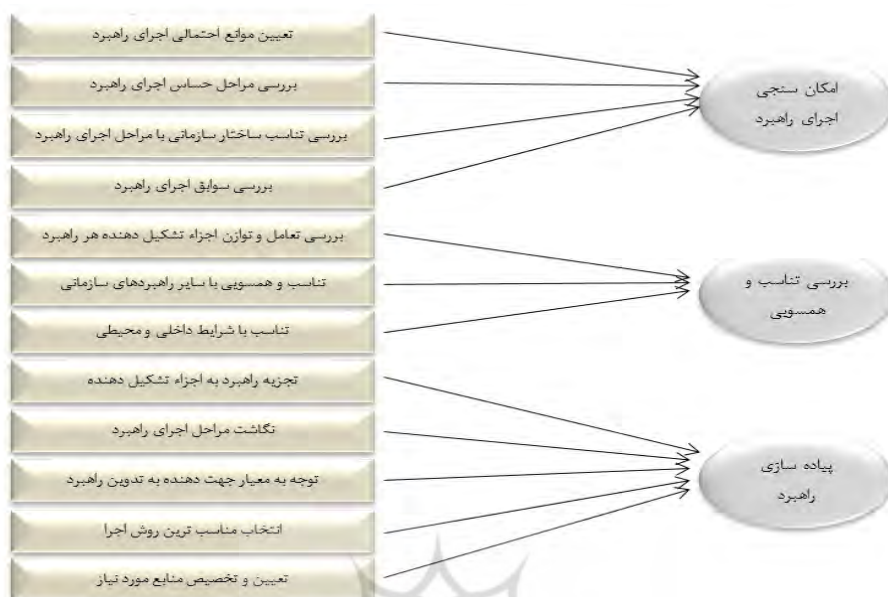 تعیین موانع احتمالی اجرای راهبرد
بررسی مراحل حساس اجرای راهبرد
بررسی تناسب ساختار سازمانی با مراحل اجرای راهبرد
بررسی سوابق اجرای راهبرد
امکان سنجی
اجرای راهبرد
بررسی تعامل و توازن اجزاء تشکیل دهنده هر راهبرد
تناسب و همسویی با سایر راهبردهای سازمانی
تناسب با شرایط داخلی و محیطی
بررسی تناسب و
همسویی
تجزیه راهبرد به اجزاء تشکیل دهنده
نگاشت مراحل اجرای راهبرد
توجه به معیار جهت دهنده به تدوین راهبرد
انتخاب مناسب ترین روش اجرا
تعیین و تخصیص منابع مورد نیاز
پیاده سازی
راهبرد